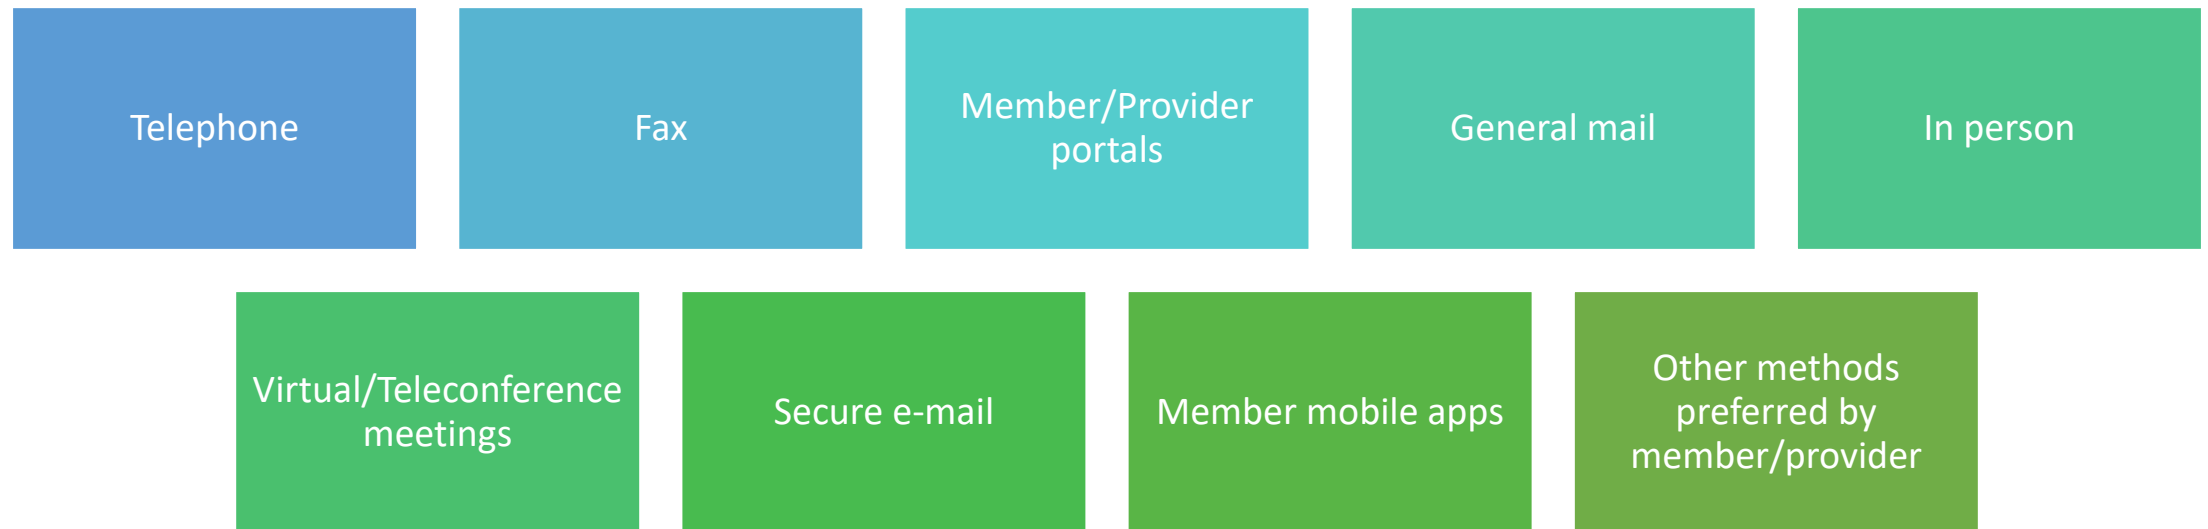 Telephone
Fax
Member/Provider
portals
General mail
In person
Virtual/Teleconference
meetings
Secure e-mail
Member mobile apps
Other methods
preferred by
member/provider